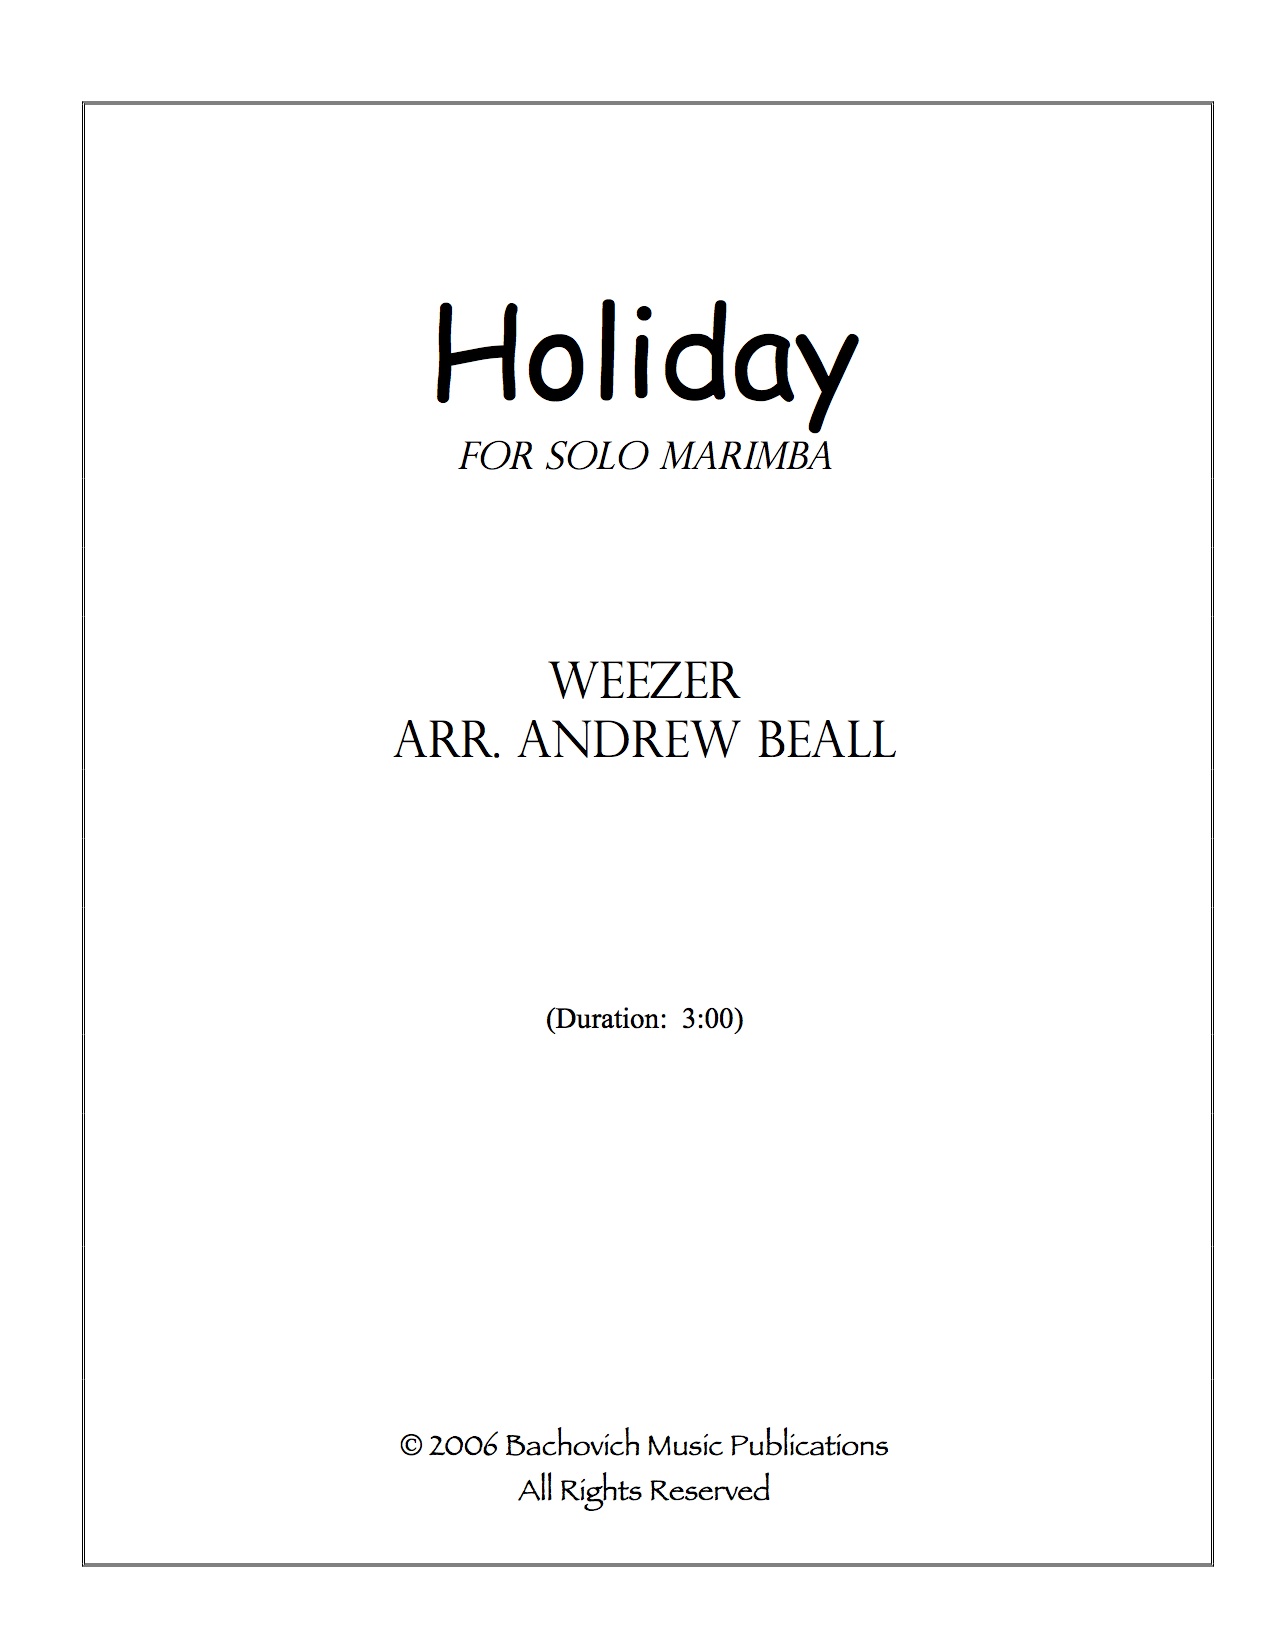 Holiday
FOR SOLO MARIMBA
WEEZER
ARR. ANDREW BEALL
(Duration:  3:00)
© 2006 Bachovich Music Publications
All Rights Reserved